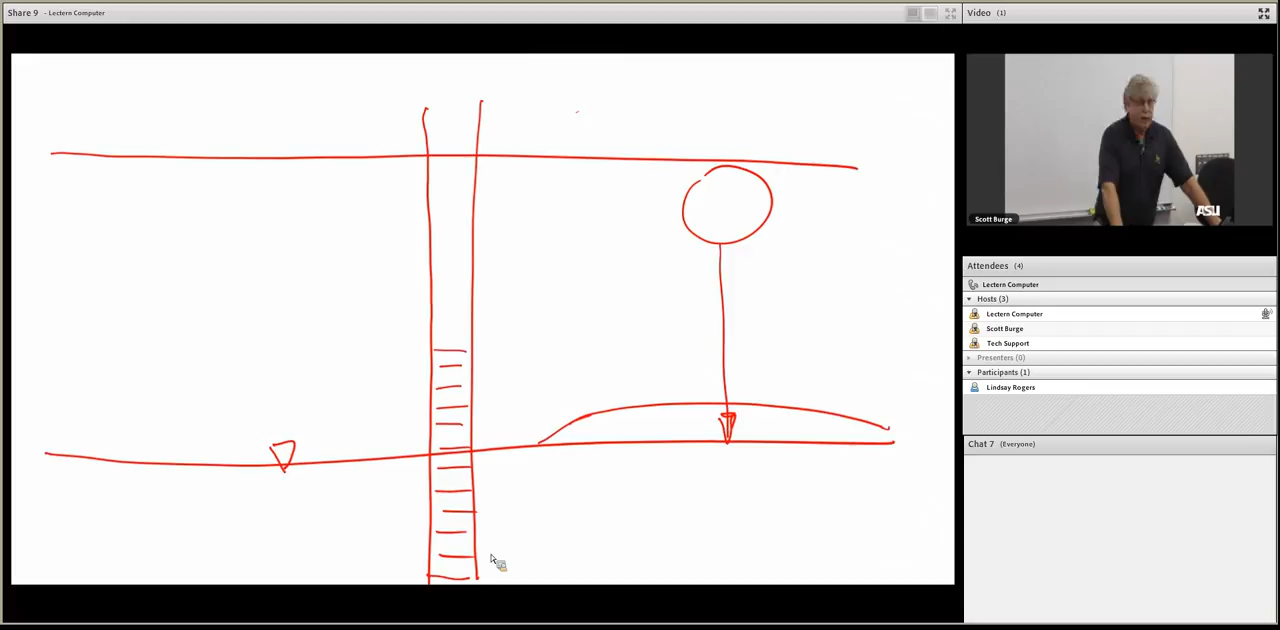 Share 9 - Lectern Computer
Video (1)
Scott Burge
ASU
Attendees (4)
Lectern Computer
Hosts (3)
Lectern Computer
Scott Burge
Tech Support
Presenters (0)
Participants (1)
Lindsay Rogers
Chat 7 (Everyone)